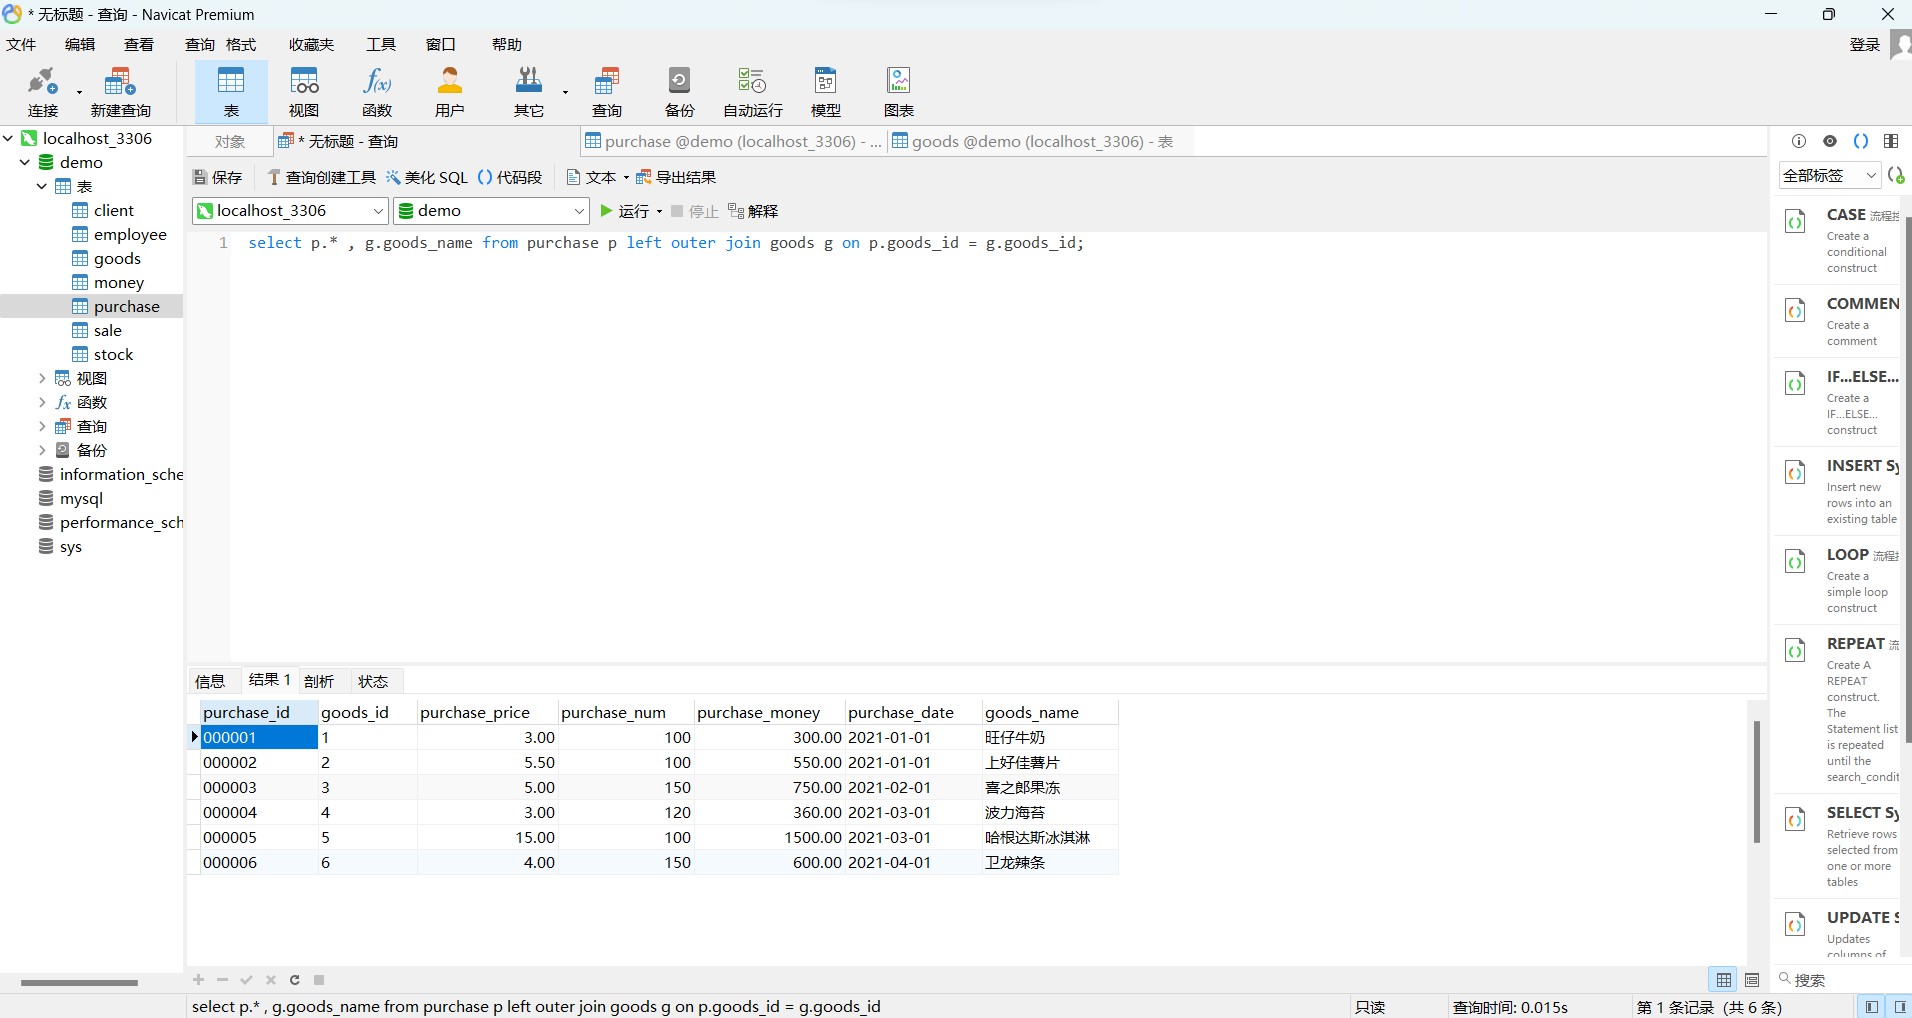 * 无标题 - 查询 - Navicat Premium
文件 编辑 查看 查询 格式 收藏夹 工具 窗口 帮助 登录
连接 新建查询 表 视图 函数 用户 其它 查询 备份 自动运行 模型 图表
localhost_3306
demo
表
client
employee
goods
money
purchase
sale
stock
视图
函数
查询
备份
information_sche
mysql
performance_sch
sys
对象 * 无标题 - 查询 purchase @demo (localhost_3306) - ... goods @demo (localhost_3306) - 表
保存 查询创建工具 美化 SQL () 代码段 文本 导出结果
localhost_3306 demo 运行 停止 解释
1 select p.* , g.goods_name from purchase p left outer join goods g on p.goods_id = g.goods_id;
信息 结果 1 剖析 状态
purchase_id goods_id purchase_price purchase_num purchase_money purchase_date goods_name
000001 1 3.00 100 300.00 2021-01-01 旺仔牛奶
000002 2 5.50 100 550.00 2021-01-01 上好佳薯片
000003 3 5.00 150 750.00 2021-02-01 喜之郎果冻
000004 4 3.00 120 360.00 2021-03-01 波力海苔
000005 5 15.00 100 1500.00 2021-03-01 哈根达斯冰淇淋
000006 6 4.00 150 600.00 2021-04-01 卫龙辣条
全部标签
CASE 流程控
Create a
conditional
construct
COMMEN
Create a
comment
IF...ELSE...
Create a
IF...ELSE...
construct
INSERT Sy
Insert new
rows into an
existing table
LOOP 流程控
Create a
simple loop
construct
REPEAT 流
Create A
REPEAT
construct.
The
Statement list
is repeated
until the
search_condit
SELECT Sy
Retrieve rows
selected from
one or more
tables
UPDATE S
Updates
columns of
搜索
select p.* , g.goods_name from purchase p left outer join goods g on p.goods_id = g.goods_id
只读 查询时间: 0.015s 第 1 条记录 (共 6 条)